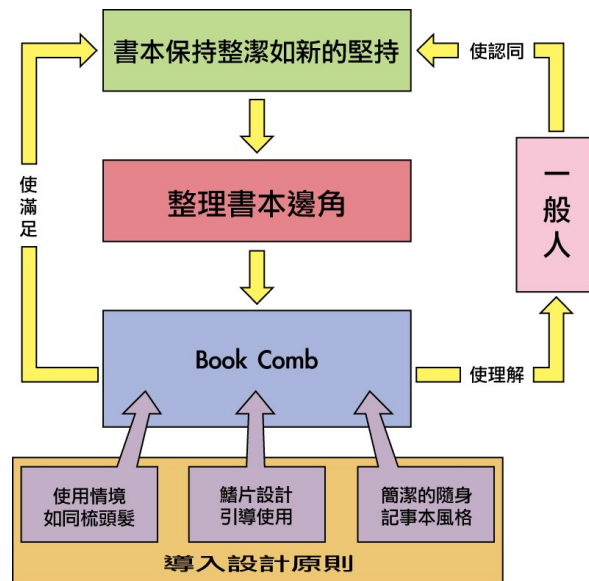 書本保持整潔如新的堅持
使認同
整理書本邊角
一般人
使滿足
Book Comb
使理解
使用情境
如同梳頭髮
鰭片設計
引導使用
簡潔的隨身
記事本風格
導入設計原則